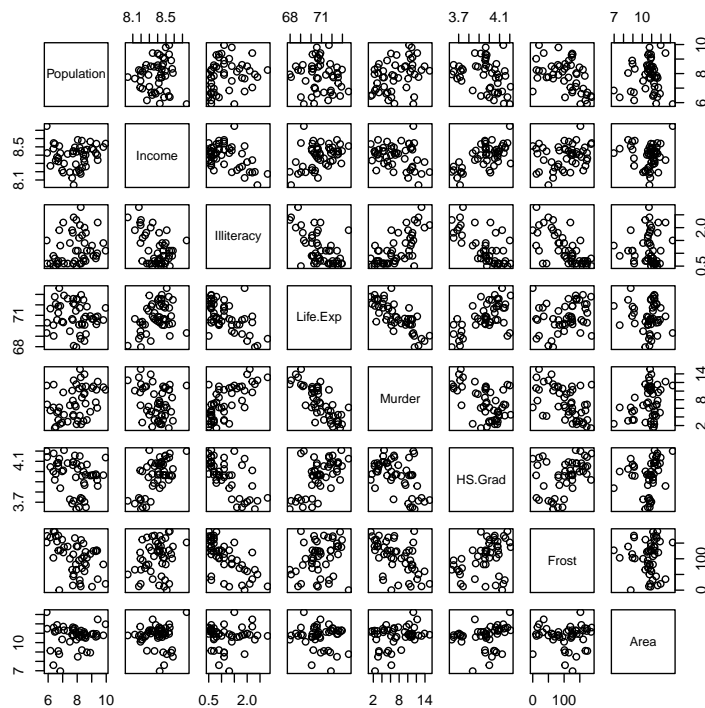 8.1 8.5 68 71 3.7 4.1 7 10
Population 6 8 9 10
8.1 8.5 Income
Illiteracy 0.5 2.0
68 71 Life.Exp
Murder 2 4 8 14
3.7 4.1 HS.Grad
Frost 0 100
7 10 Area
6 8 10 0.5 2.0 2 8 14 0 100